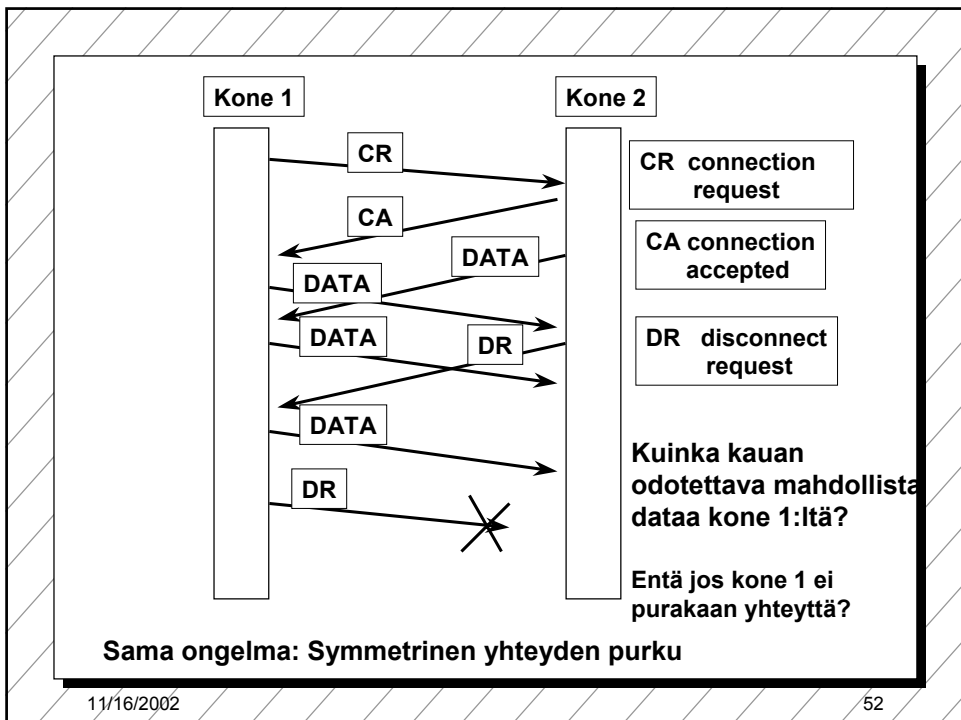 Kone 1
Kone 2
CR
CR connection
request
CA
CA connection
accepted
DATA
DATA
DATA
DR
DR disconnect
request
DATA
Kuinka kauan
odotettava mahdollista
dataa kone 1:ltä?
DR
Entä jos kone 1 ei
purakaan yhteyttä?
Sama ongelma: Symmetrinen yhteyden purku
11/16/2002
52